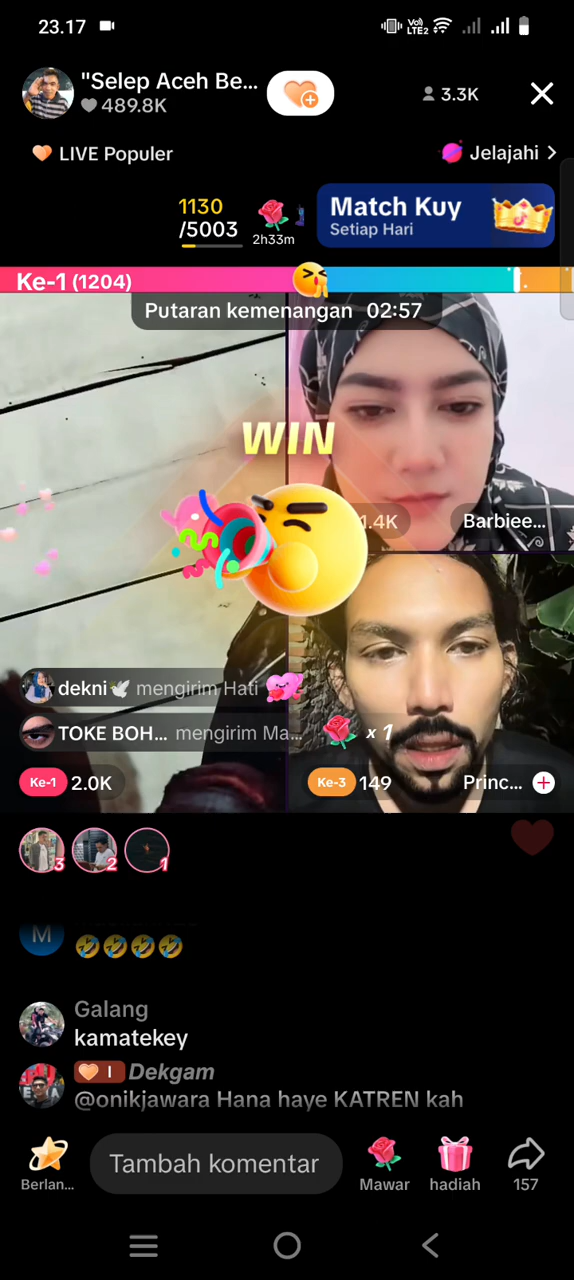 23.17
Vo) LTE2
"Selep Aceh Be...
489.8K
3.3K
LIVE Populer
Jelajahi >
1130
/5003
2h33m
Match Kuy
Setiap Hari
Ke-1 (1204)
Putaran kemenangan 02:57
WIN
1.4K
Barbiee...
dekni🕊 mengirim Hati
TOKE BOH... mengirim Ma...
x 1
Ke-1 2.0K
Ke-3 149
Princ...
3
2
1
M
🤣🤣🤣🤣
Galang
kamatekey
I Dekgam
@onikjawara Hana haye KATREN kah
Berlan...
Tambah komentar
Mawar
hadiah
157